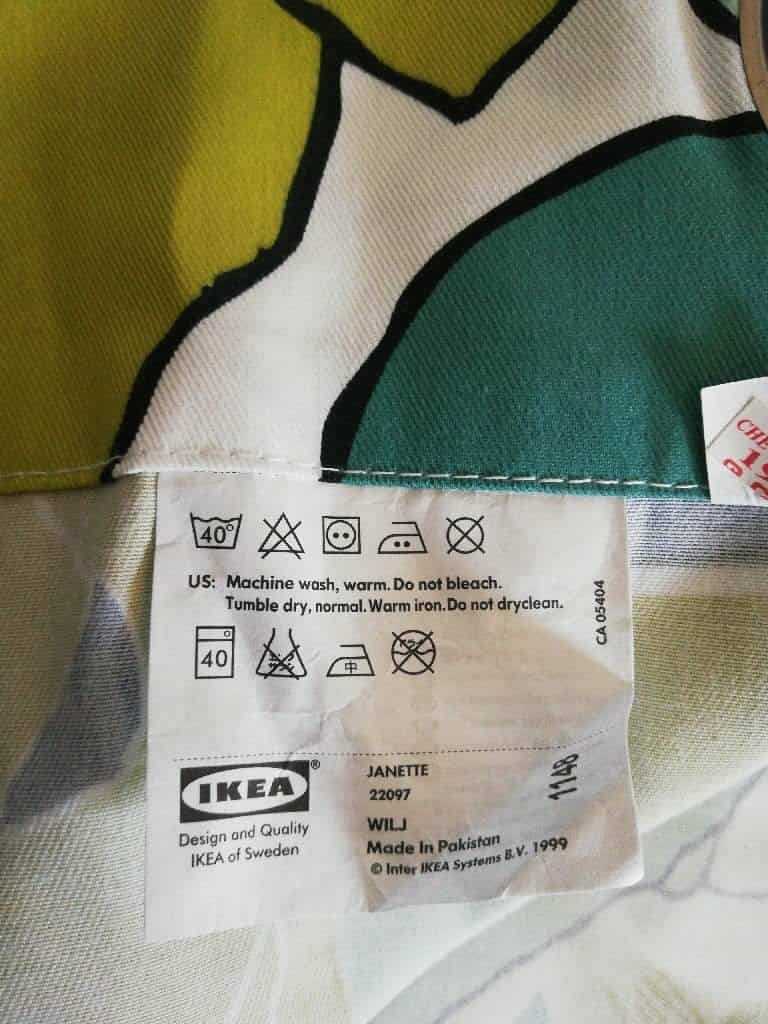 40°
US: Machine wash, warm. Do not bleach.
Tumble dry, normal. Warm iron. Do not dryclean.
CA 05404
40
中
IKEA®
Design and Quality
IKEA of Sweden
JANETTE
22097
WILJ
Made In Pakistan
© Inter IKEA Systems B.V. 1999
1148